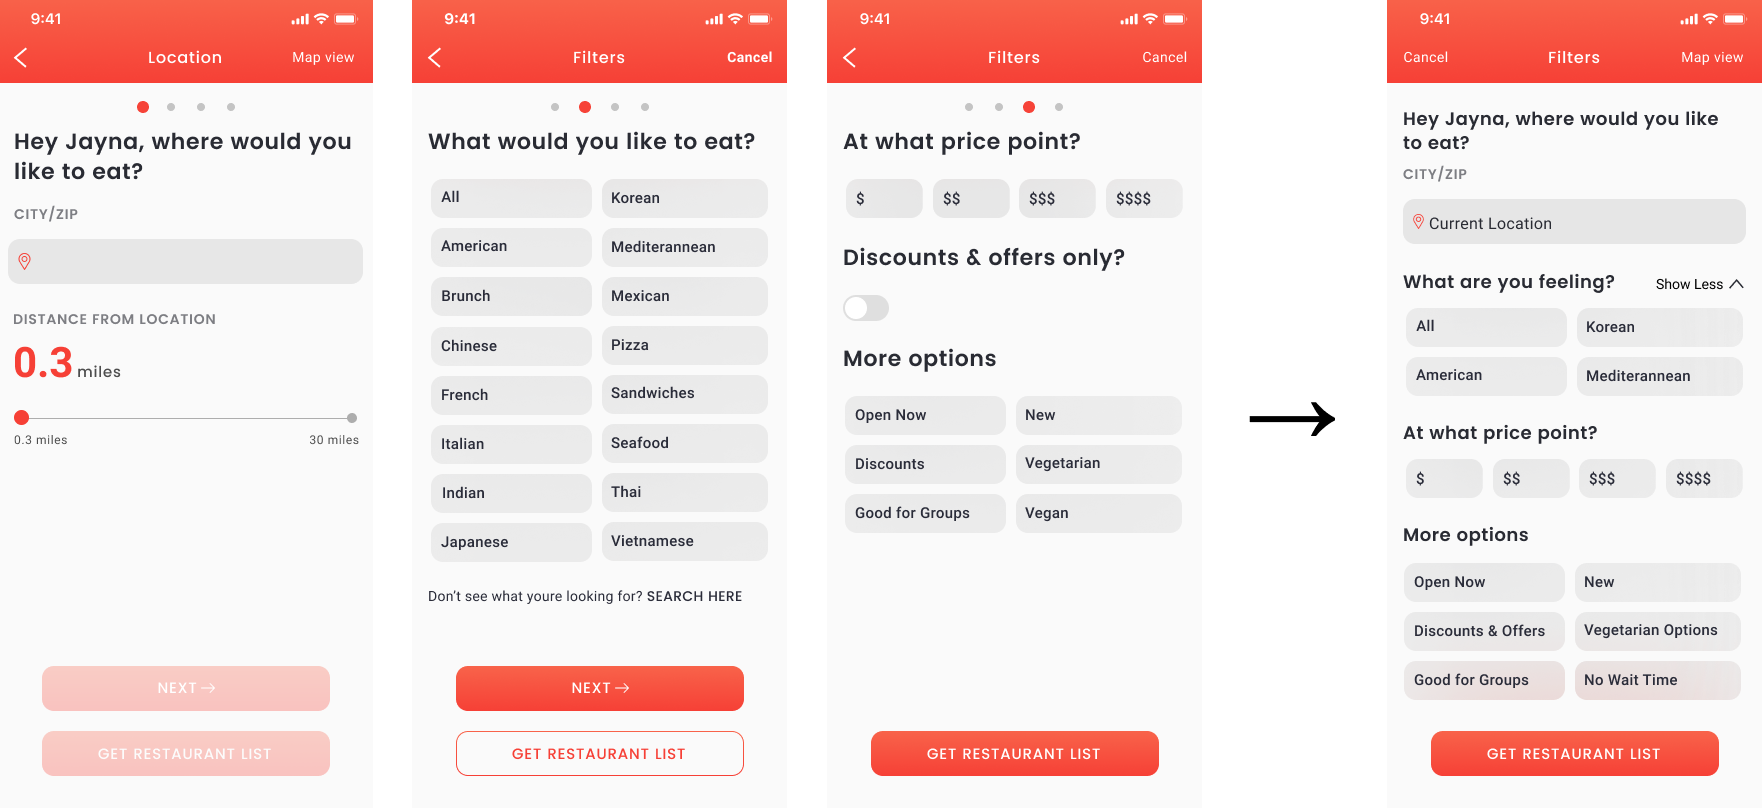 9:41
Location
Map view
Hey Jayna, where would you
like to eat?
CITY/ZIP
DISTANCE FROM LOCATION
0.3 miles
0.3 miles
30 miles
NEXT
GET RESTAURANT LIST
9:41
Filters
Cancel
What would you like to eat?
All
Korean
American
Mediterannean
Brunch
Mexican
Chinese
Pizza
French
Sandwiches
Italian
Seafood
Indian
Thai
Japanese
Vietnamese
Don't see what youre looking for? SEARCH HERE
NEXT
GET RESTAURANT LIST
9:41
Filters
Cancel
At what price point?
$
$$
$$$
$$$$
Discounts & offers only?
More options
Open Now
New
Discounts
Vegetarian
Good for Groups
Vegan
GET RESTAURANT LIST
9:41
Cancel
Filters
Map view
Hey Jayna, where would you like
to eat?
CITY/ZIP
Current Location
What are you feeling?
Show Less
All
Korean
American
Mediterannean
At what price point?
$
$$
$$$
$$$$
More options
Open Now
New
Discounts & Offers
Vegetarian Options
Good for Groups
No Wait Time
GET RESTAURANT LIST